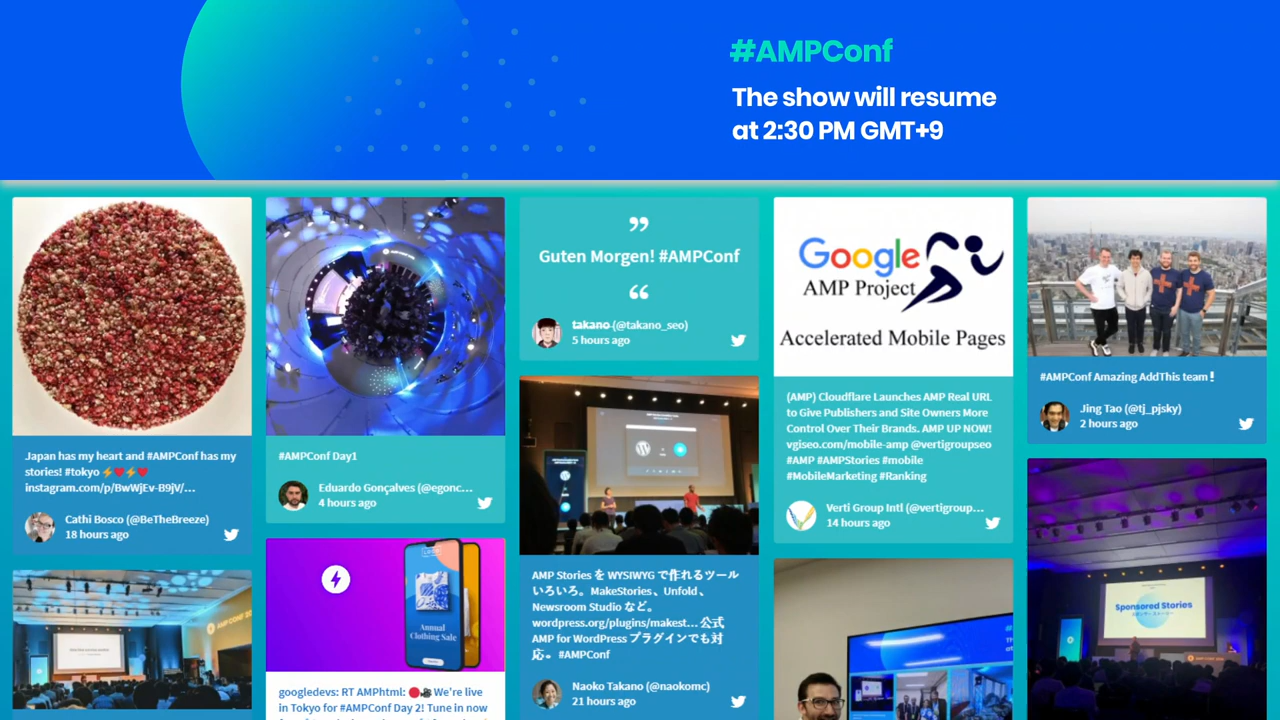 #AMPConf
The show will resume
at 2:30 PM GMT+9
Japan has my heart and #AMPConf has my
stories! #tokyo ⚡❤️⚡❤️
instagram.com/p/BwWjEv-B9jV/...
Cathi Bosco (@BeTheBreeze)
18 hours ago
#AMPConf Day1
Eduardo Gonçalves (@egonc...
4 hours ago
Annual
Clothing Sale
googledevs: RT AMPhtml: 🔴🎥 We're live
in Tokyo for #AMPConf Day 2! Tune in now
”
Guten Morgen! #AMPConf
“
takano (@takano_seo)
5 hours ago
AMP Stories を WYSIWYG で作れるツール
いろいろ。MakeStories、Unfold、
Newsroom Studio など。
wordpress.org/plugins/makest... 公式
AMP for WordPress プラグインでも対
応。#AMPConf
Naoko Takano (@naokomc)
21 hours ago
Google
AMP Project
Accelerated Mobile Pages
(AMP) Cloudflare Launches AMP Real URL
to Give Publishers and Site Owners More
Control Over Their Brands. AMP UP NOW!
vgiseo.com/mobile-amp @vertigroupseo
#AMP #AMPStories #mobile
#MobileMarketing #Ranking
Verti Group Intl (@vertigroup...
14 hours ago
#AMPConf Amazing AddThis team❗
Jing Tao (@tj_pjsky)
2 hours ago
Sponsored Stories